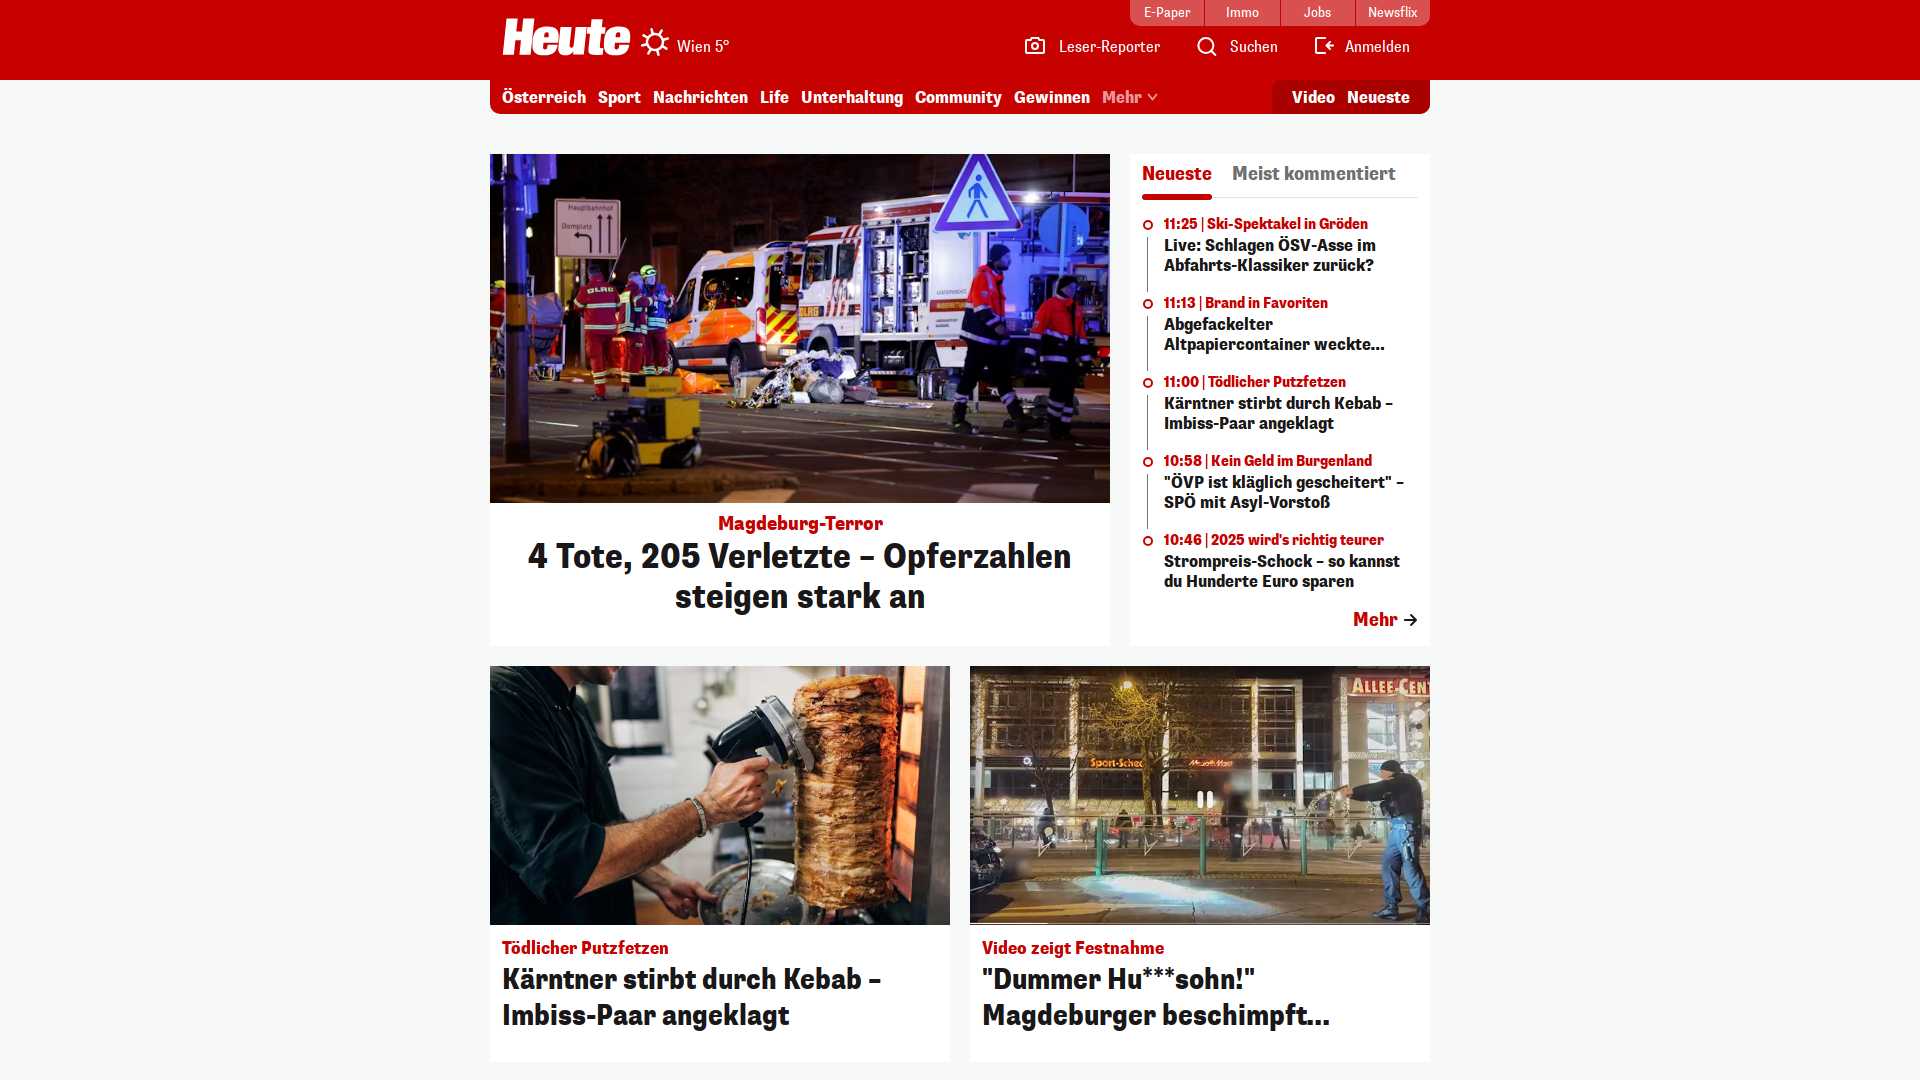 E-Paper
Immo
Jobs
Newsflix
Heute
Wien 5°
Leser-Reporter
Suchen
Anmelden
Österreich
Sport
Nachrichten
Life
Unterhaltung
Community
Gewinnen
Mehr
Video
Neueste
Hauptbahnhof
Domplatz
DLRG
DLRG
Magdeburg-Terror
4 Tote, 205 Verletzte – Opferzahlen
steigen stark an
Neueste
Meist kommentiert
11:25 | Ski-Spektakel in Gröden
Live: Schlagen ÖSV-Asse im
Abfahrts-Klassiker zurück?
11:13 | Brand in Favoriten
Abgefackelter
Altpapiercontainer weckte...
11:00 | Tödlicher Putzfetzen
Kärntner stirbt durch Kebab –
Imbiss-Paar angeklagt
10:58 | Kein Geld im Burgenland
"ÖVP ist kläglich gescheitert" –
SPÖ mit Asyl-Vorstoß
10:46 | 2025 wird's richtig teurer
Strompreis-Schock – so kannst
du Hunderte Euro sparen
Mehr
Tödlicher Putzfetzen
Kärntner stirbt durch Kebab –
Imbiss-Paar angeklagt
ALLEE-CENT
Sport-Schec
Video zeigt Festnahme
"Dummer Hu***sohn!"
Magdeburger beschimpft...